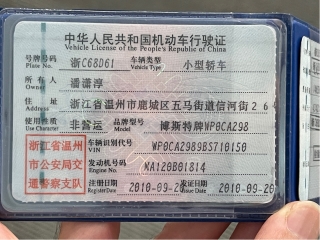 中华人民共和国机动车行驶证
Vehicle License of the People's Republic of China
号牌号码 浙C68D61 车辆类型 小型轿车
Plate No. Vehicle Type
所有人 潘潇淳
Owner
住址 浙江省温州市鹿城区五马街道信河街26
Address
使用性质 非营运 品牌型号 博斯特牌WP0CA298
Use Character Model
浙江省温州市公安局交通警察支队
车辆识别代号 WP0CA2989BS710150
VIN
发动机号码 MA120B01814
Engine No.
注册日期 2010-09-20 发证日期 2010-09-20
Register Date Issue Date